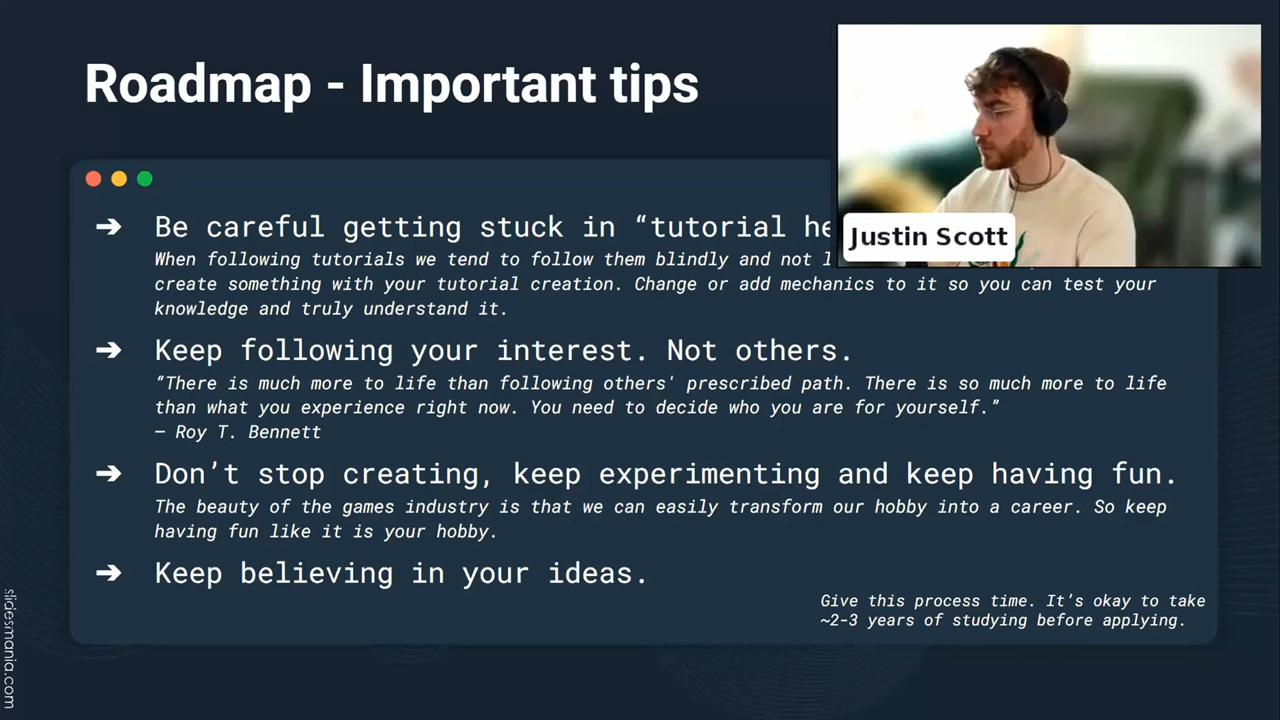 Roadmap - Important tips
➔ Be careful getting stuck in “tutorial
When following tutorials we tend to follow them blindly and not
create something with your tutorial creation. Change or add mechanics to it so you can test your
knowledge and truly understand it.
➔ Keep following your interest. Not others.
“There is much more to life than following others' prescribed path. There is so much more to life
than what you experience right now. You need to decide who you are for yourself.”
— Roy T. Bennett
➔ Don’t stop creating, keep experimenting and keep having fun.
The beauty of the games industry is that we can easily transform our hobby into a career. So keep
having fun like it is your hobby.
➔ Keep believing in your ideas.
Give this process time. It’s okay to take
~2-3 years of studying before applying.
Justin Scott
slidesmania.com